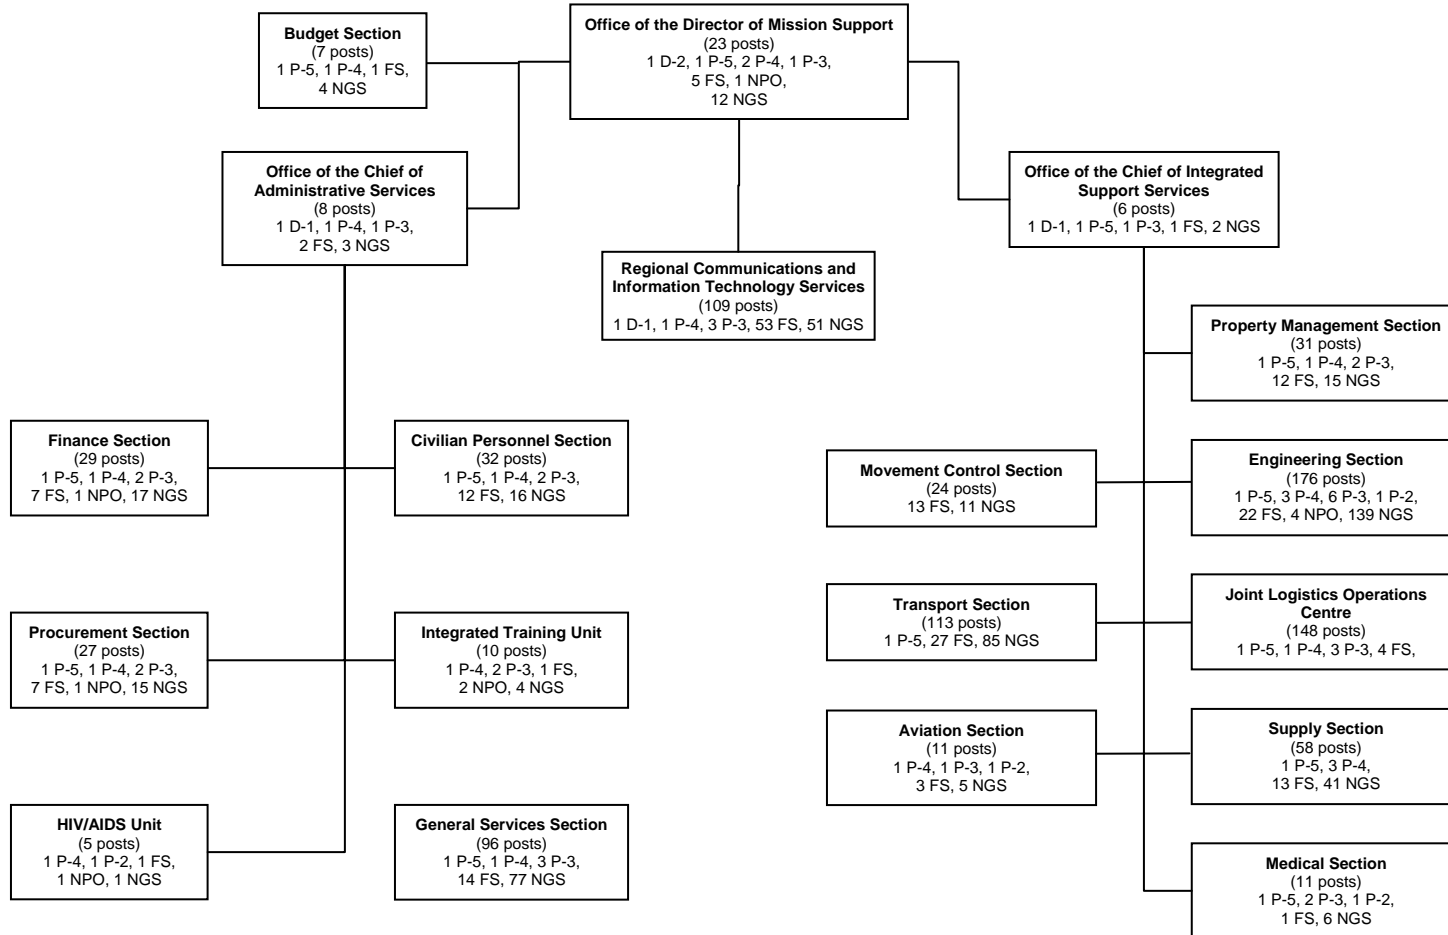 Budget Section
(7 posts)
1 P-5, 1 P-4, 1 FS,
4 NGS
Office of the Director of Mission Support
(23 posts)
1 D-2, 1 P-5, 2 P-4, 1 P-3,
5 FS, 1 NPO,
12 NGS
Office of the Chief of
Administrative Services
(8 posts)
1 D-1, 1 P-4, 1 P-3,
2 FS, 3 NGS
Office of the Chief of Integrated
Support Services
(6 posts)
1 D-1, 1 P-5, 1 P-3, 1 FS, 2 NGS
Regional Communications and
Information Technology Services
(109 posts)
1 D-1, 1 P-4, 3 P-3, 53 FS, 51 NGS
Property Management Section
(31 posts)
1 P-5, 1 P-4, 2 P-3,
12 FS, 15 NGS
Finance Section
(29 posts)
1 P-5, 1 P-4, 2 P-3,
7 FS, 1 NPO, 17 NGS
Civilian Personnel Section
(32 posts)
1 P-5, 1 P-4, 2 P-3,
12 FS, 16 NGS
Movement Control Section
(24 posts)
13 FS, 11 NGS
Engineering Section
(176 posts)
1 P-5, 3 P-4, 6 P-3, 1 P-2,
22 FS, 4 NPO, 139 NGS
Transport Section
(113 posts)
1 P-5, 27 FS, 85 NGS
Joint Logistics Operations
Centre
(148 posts)
1 P-5, 1 P-4, 3 P-3, 4 FS,
Procurement Section
(27 posts)
1 P-5, 1 P-4, 2 P-3,
7 FS, 1 NPO, 15 NGS
Integrated Training Unit
(10 posts)
1 P-4, 2 P-3, 1 FS,
2 NPO, 4 NGS
Aviation Section
(11 posts)
1 P-4, 1 P-3, 1 P-2,
3 FS, 5 NGS
Supply Section
(58 posts)
1 P-5, 3 P-4,
13 FS, 41 NGS
HIV/AIDS Unit
(5 posts)
1 P-4, 1 P-2, 1 FS,
1 NPO, 1 NGS
General Services Section
(96 posts)
1 P-5, 1 P-4, 3 P-3,
14 FS, 77 NGS
Medical Section
(11 posts)
1 P-5, 2 P-3, 1 P-2,
1 FS, 6 NGS